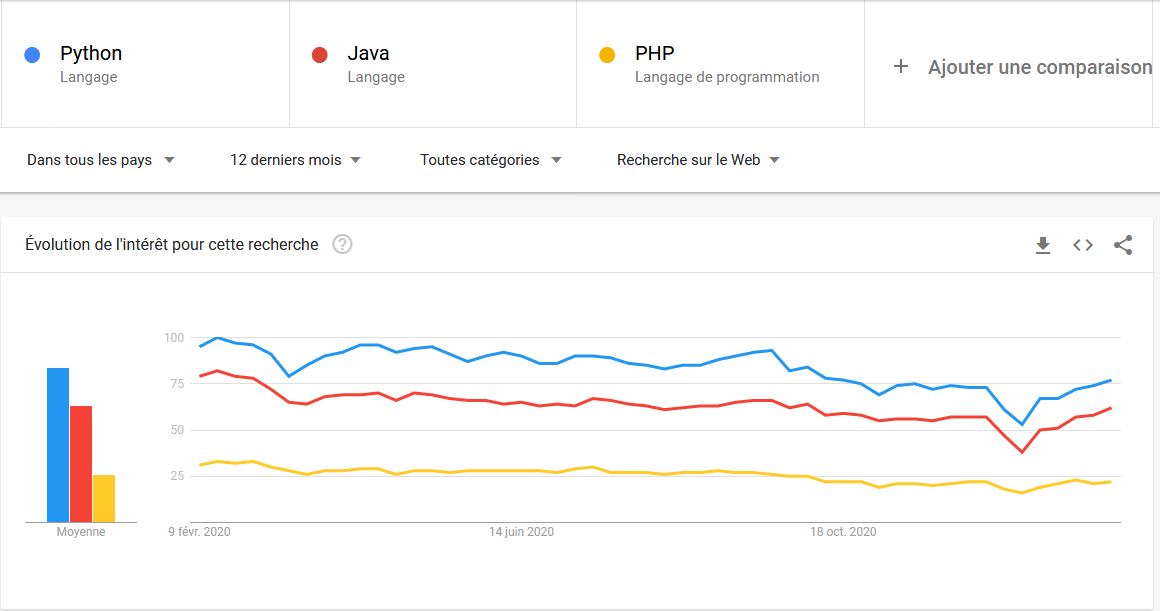 Python
Langage
Java
Langage
PHP
Langage de programmation
+ Ajouter une comparaison
Dans tous les pays
12 derniers mois
Toutes catégories
Recherche sur le Web
Évolution de l'intérêt pour cette recherche ?
100
75
50
25
Moyenne
9 févr. 2020
14 juin 2020
18 oct. 2020